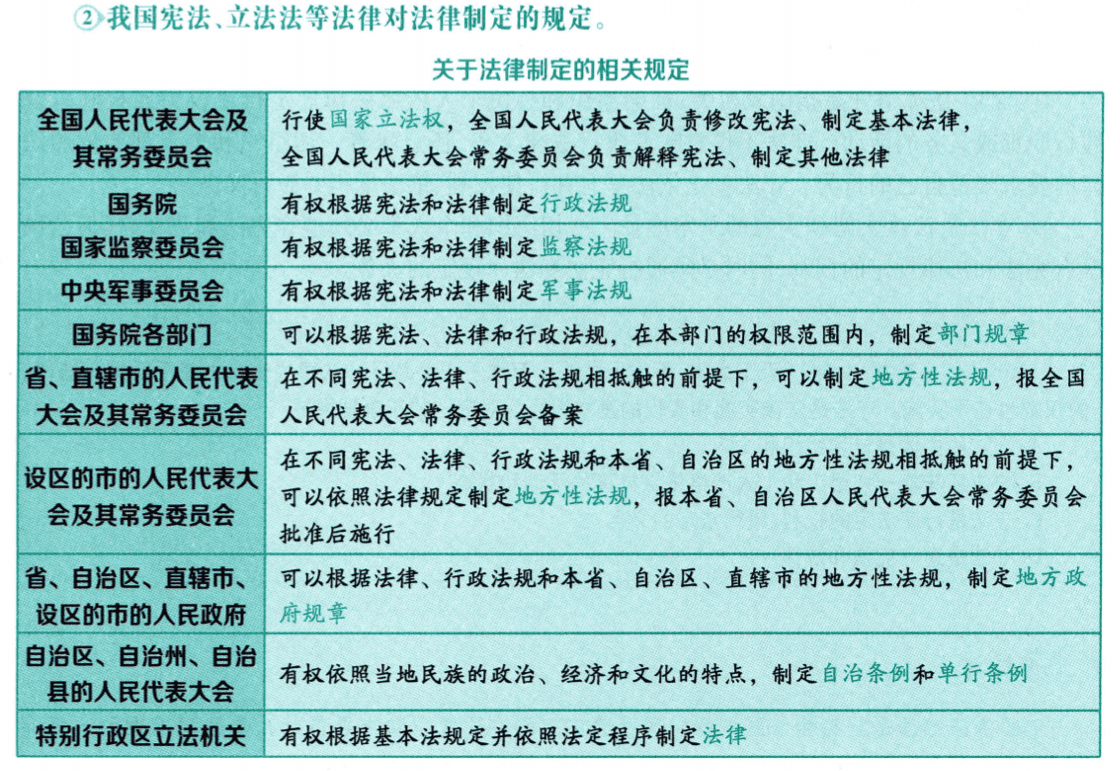 ②我国宪法、立法法等法律对法律制定的规定。
关于法律制定的相关规定
全国人民代表大会及
其常务委员会
行使国家立法权，全国人民代表大会负责修改宪法、制定基本法律，
全国人民代表大会常务委员会负责解释宪法、制定其他法律
国务院
有权根据宪法和法律制定行政法规
国家监察委员会
有权根据宪法和法律制定监察法规
中央军事委员会
有权根据宪法和法律制定军事法规
国务院各部门
可以根据宪法、法律和行政法规，在本部门的权限范围内，制定部门规章
省、直辖市的人民代表
大会及其常务委员会
在不同宪法、法律、行政法规相抵触的前提下，可以制定地方性法规，报全国
人民代表大会常务委员会备案
设区的市的人民代表大
会及其常务委员会
在不同宪法、法律、行政法规和本省、自治区的地方性法规相抵触的前提下，
可以依照法律规定制定地方性法规，报本省、自治区人民代表大会常务委员会
批准后施行
省、自治区、直辖市、
设区的市的人民政府
可以根据法律、行政法规和本省、自治区、直辖市的地方性法规，制定地方政
府规章
自治区、自治州、自治
县的人民代表大会
有权依照当地民族的政治、经济和文化的特点，制定自治条例和单行条例
特别行政区立法机关
有权根据基本法规定并依照法定程序制定法律